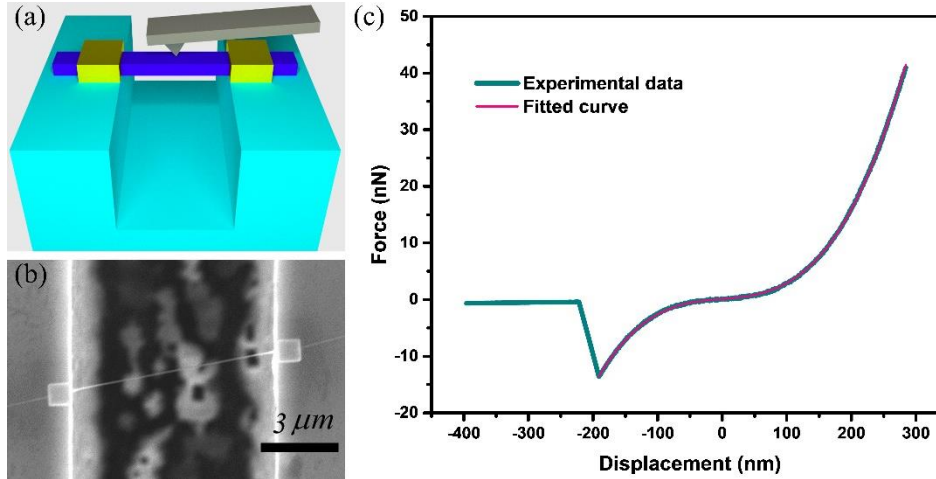 (a)
(b)
3 μm
(c)
Force (nN)
50
40
30
20
10
0
-10
-20
Experimental data
Fitted curve
-400 -300 -200 -100 0 100 200 300
Displacement (nm)